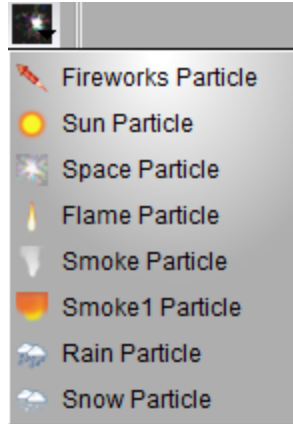 Fireworks Particle
Sun Particle
Space Particle
Flame Particle
Smoke Particle
Smoke1 Particle
Rain Particle
Snow Particle